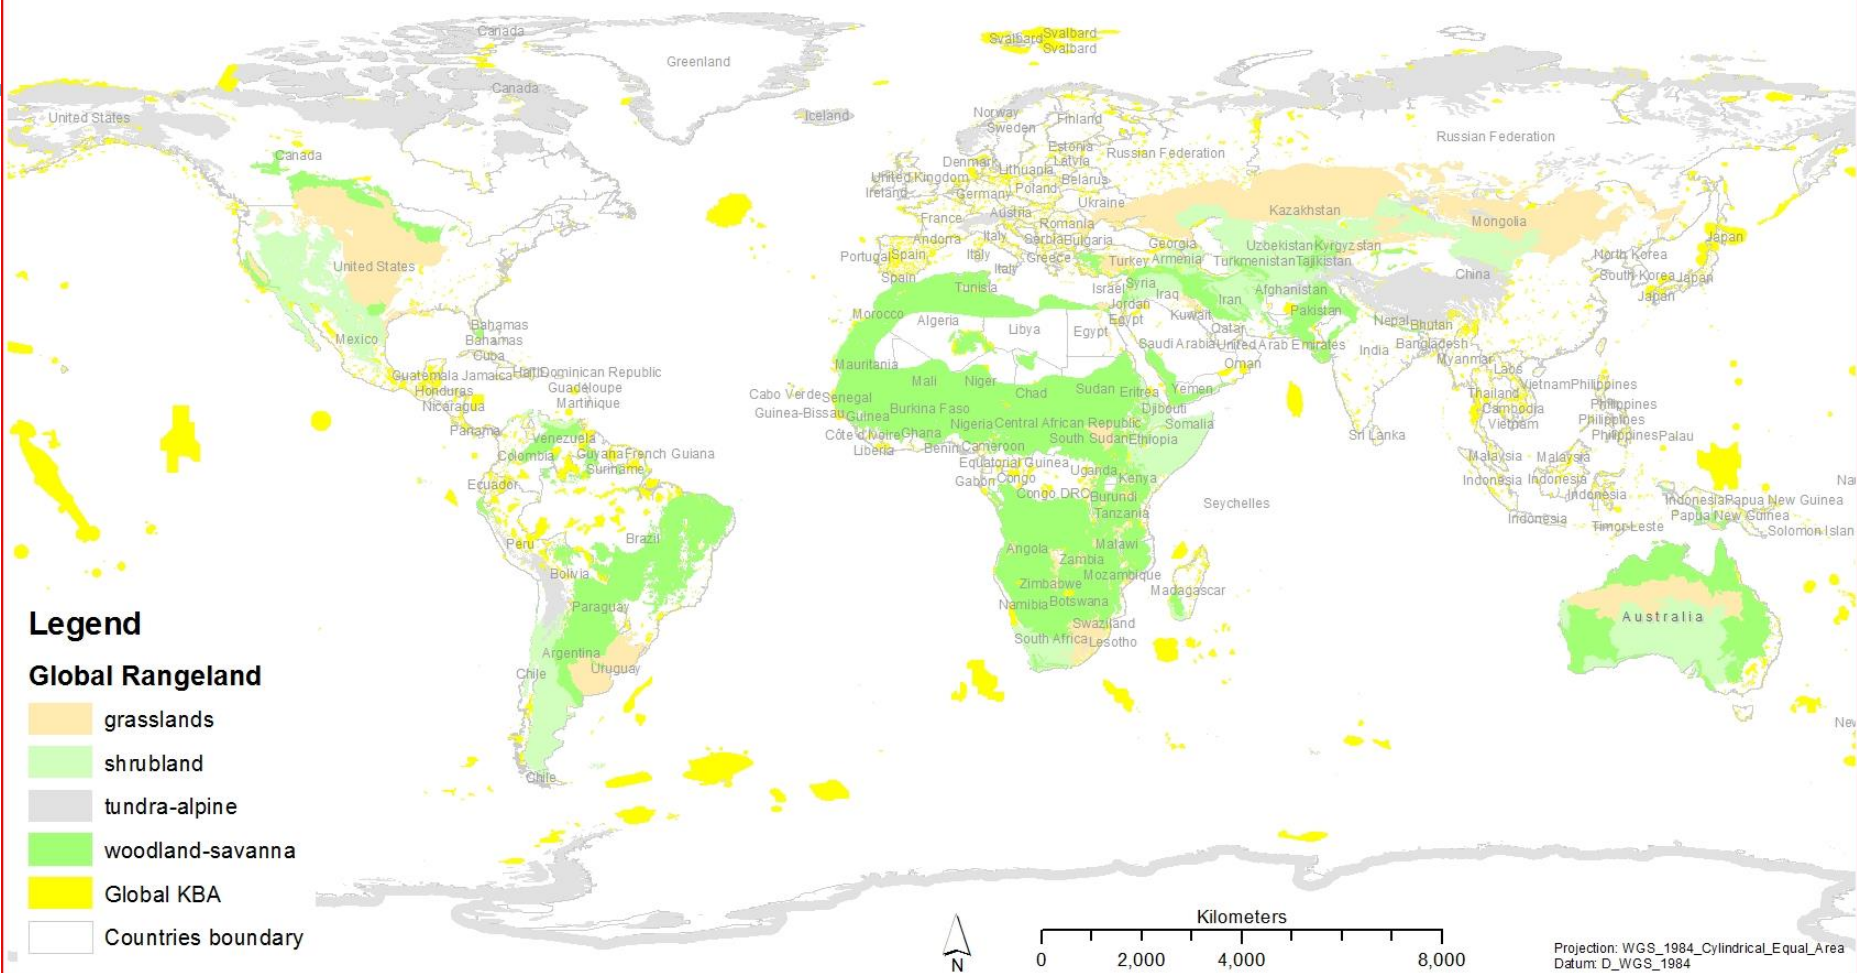 Canada
Svalbard
Svalbard
Svalbard
Greenland
Canada
United States
Iceland
Norway
Finland
Sweden
Russian Federation
Canada
Estonia
Latvia
Russian Federation
Denmark
Lithuania
United Kingdom
Belarus
Ireland
Germany
Poland
Ukraine
France
Austria
Romania
Kazakhstan
Mongolia
Andorra
Italy
Serbia
Bulgaria
Georgia
Uzbekistan
Kyrgyzstan
Japan
Portugal
Spain
Italy
Greece
Turkey
Armenia
Turkmenistan
Tajikistan
North Korea
United States
Spain
Italy
China
South Korea
Japan
Tunisia
Israel
Syria
Iraq
Iran
Afghanistan
Japan
Morocco
Algeria
Libya
Egypt
Jordan
Egypt
Kuwait
Pakistan
Nepal
Bhutan
Bahamas
Bahamas
Qatar
Mexico
Cuba
Saudi Arabia
United Arab Emirates
India
Bangladesh
Mauritania
Oman
Myanmar
Guatemala
Jamaica
Haiti
Dominican Republic
Laos
Honduras
Guadeloupe
Mali
Niger
Chad
Sudan
Eritrea
Yemen
Vietnam
Philippines
Nicaragua
Martinique
Cabo Verde
Senegal
Thailand
Guinea-Bissau
Guinea
Burkina Faso
Djibouti
Cambodia
Philippines
Panama
Venezuela
Nigeria
Central African Republic
Somalia
Vietnam
Philippines
Côte d'Ivoire
Ghana
South Sudan
Ethiopia
Sri Lanka
Philippines
Palau
Colombia
Guyana
French Guiana
Liberia
Benin
Cameroon
Malaysia
Malaysia
Suriname
Equatorial Guinea
Uganda
Ecuador
Gabon
Congo
Kenya
Indonesia
Indonesia
Nau
Congo DRC
Burundi
Seychelles
Indonesia
Indonesia
Papua New Guinea
Tanzania
Indonesia
Papua New Guinea
Peru
Brazil
Timor-Leste
Solomon Islan
Angola
Malawi
Zambia
Bolivia
Zimbabwe
Mozambique
Madagascar
Paraguay
Namibia
Botswana
Australia
Swaziland
South Africa
Lesotho
Argentina
Uruguay
Chile
New
Chile
Legend
Global Rangeland
grasslands
shrubland
tundra-alpine
woodland-savanna
Global KBA
Countries boundary
N
Kilometers
0 2,000 4,000 8,000
Projection: WGS_1984_Cylindrical_Equal_Area
Datum: D_WGS_1984